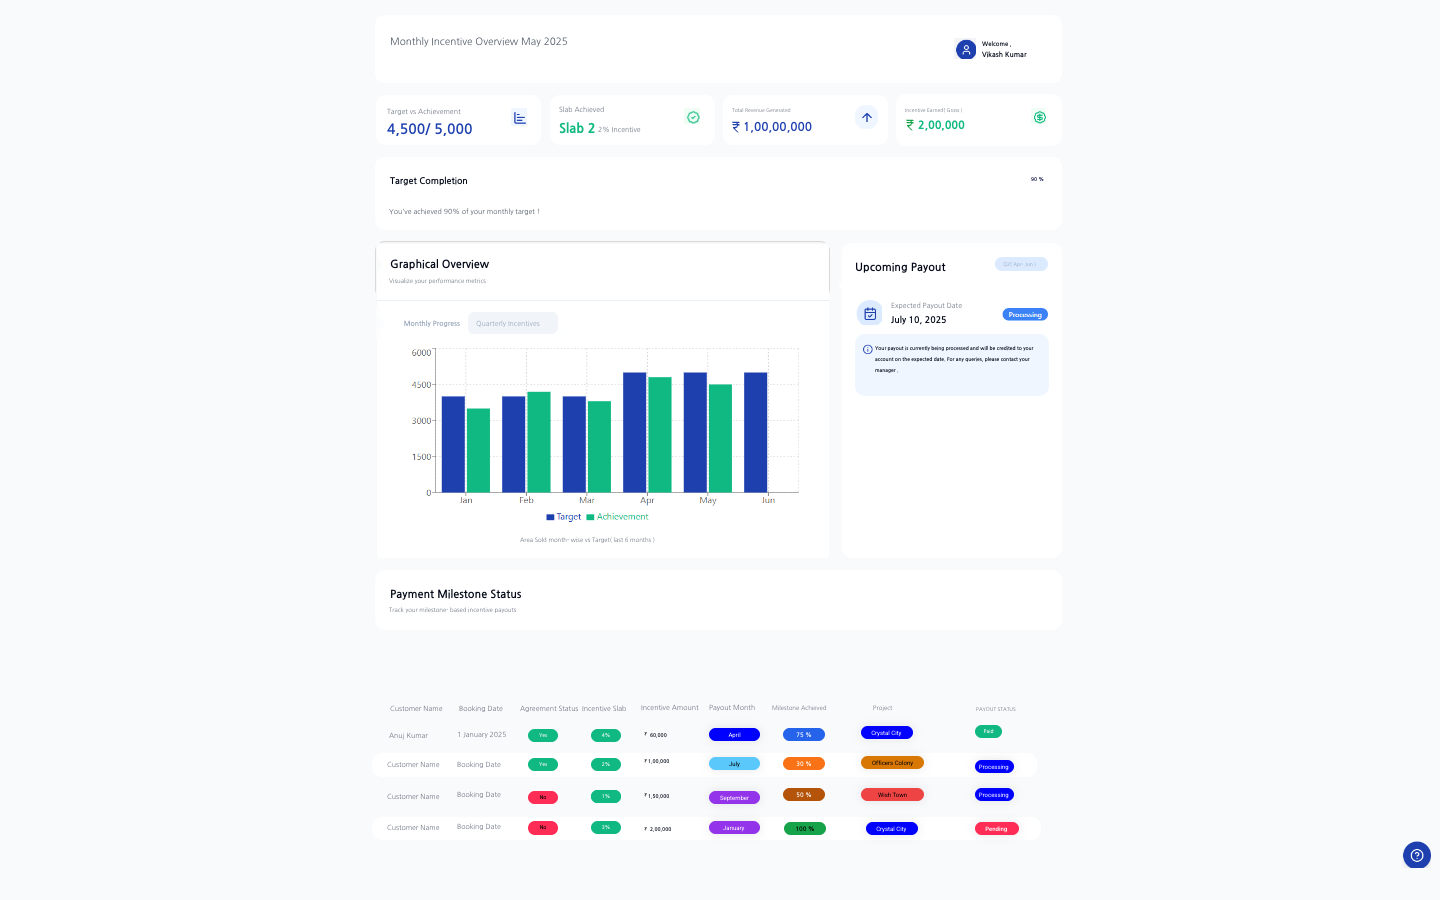 Monthly Incentive Overview May 2025
Welcome ,
Vikash Kumar
Target vs Achievement
4,500/ 5,000
Slab Achieved
Slab 2 2% Incentive
Total Revenue Generated
₹ 1,00,00,000
Incentive Earned( Gross )
₹ 2,00,000
Target Completion
90 %
You've achieved 90% of your monthly target !
Graphical Overview
Visualize your performance metrics
Monthly Progress
Quarterly Incentives
6000
4500
3000
1500
0
Jan Feb Mar Apr May Jun
Target Achievement
Area Sold month- wise vs Target( last 6 months )
Upcoming Payout
Expected Payout Date
July 10, 2025
Processing
Your payout is currently being processed and will be credited to your
account on the expected date. For any queries, please contact your
manager .
Payment Milestone Status
Track your milestone- based incentive payouts
Customer Name Booking Date Agreement Status Incentive Slab Incentive Amount Payout Month Milestone Achieved Project PAYOUT STATUS
Anuj Kumar 1 January 2025 Yes 4% ₹ 60,000 April 75 % Crystal City Paid
Customer Name Booking Date Yes 2% ₹ 1,00,000 July 30 % Officers Colony Processing
Customer Name Booking Date No 1% ₹ 1,50,000 September 50 % Wish Town Processing
Customer Name Booking Date No 3% ₹ 2,00,000 January 100 % Crystal City Pending